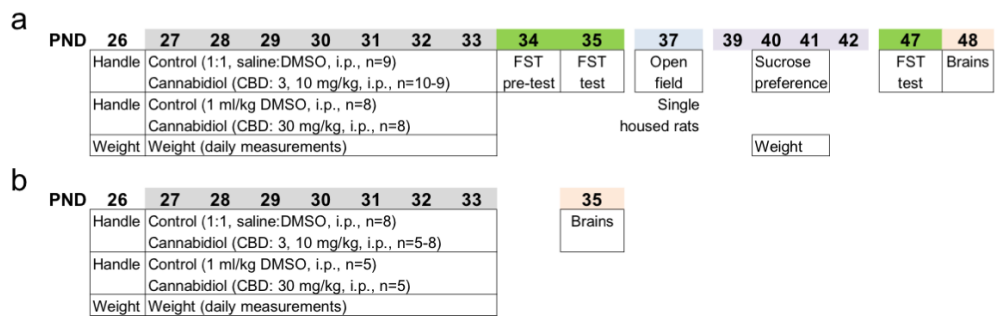 a
PND 26 27 28 29 30 31 32 33 34 35 37 39 40 41 42 47 48
Handle Control (1:1, saline:DMSO, i.p., n=9) FST Open Sucrose FST Brains
Cannabidiol (CBD: 3, 10 mg/kg, i.p., n=10-9) pre-test test field preference test
Handle Control (1 ml/kg DMSO, i.p., n=8) Single
Cannabidiol (CBD: 30 mg/kg, i.p., n=8) housed rats
Weight Weight (daily measurements) Weight
b
PND 26 27 28 29 30 31 32 33 35
Handle Control (1:1, saline:DMSO, i.p., n=8) Brains
Cannabidiol (CBD: 3, 10 mg/kg, i.p., n=5-8)
Handle Control (1 ml/kg DMSO, i.p., n=5)
Cannabidiol (CBD: 30 mg/kg, i.p., n=5)
Weight Weight (daily measurements)